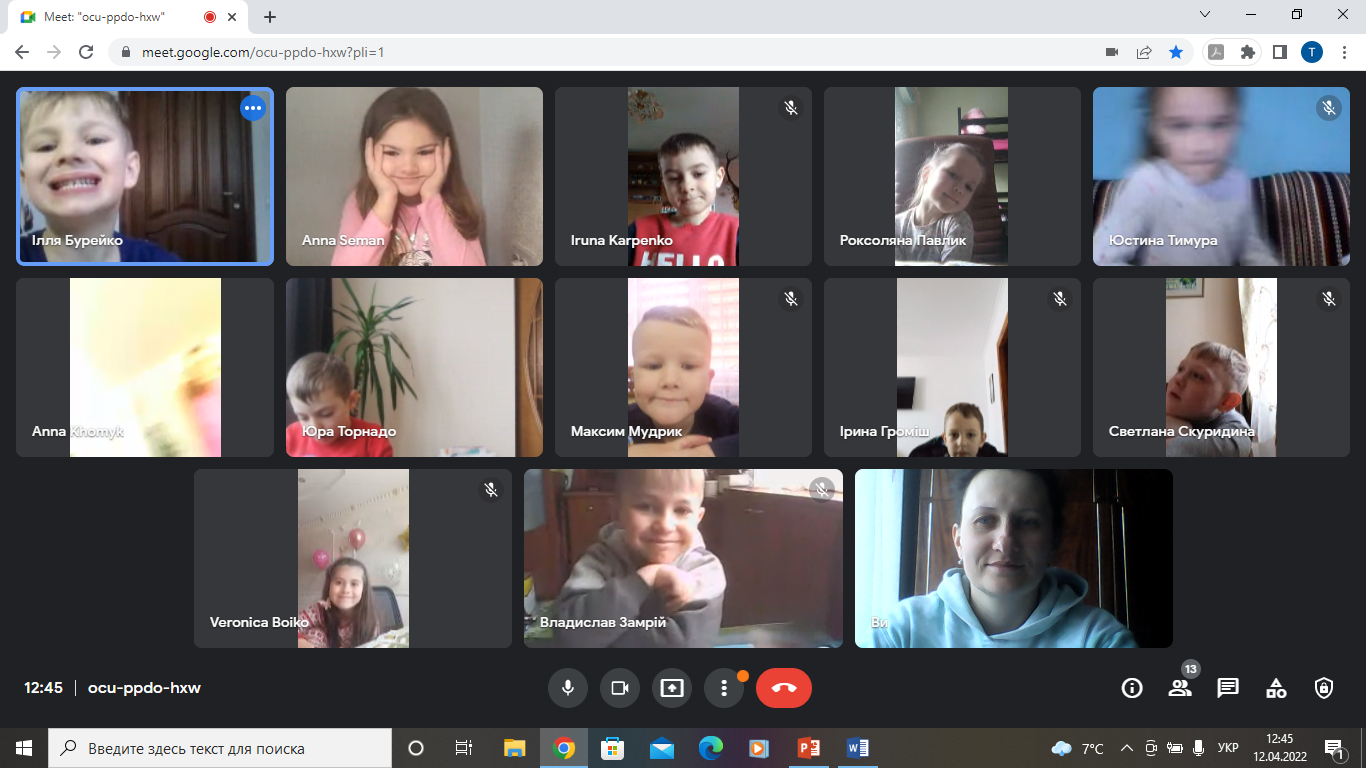 Meet: "ocu-ppdo-hxw"
meet.google.com/ocu-ppdo-hxw?pli=1
T
Ілля Бурейко
Anna Seman
Iruna Karpenko
HELLO
Роксоляна Павлик
Юстина Тимура
Anna Khomyk
Юра Торнадо
Максим Мудрик
Ірина Громіш
Светлана Скуридина
Veronica Boiko
Владислав Замрій
Ви
12:45
ocu-ppdo-hxw
13
Введите здесь текст для поиска
7°C
УКР
12:45
12.04.2022
1